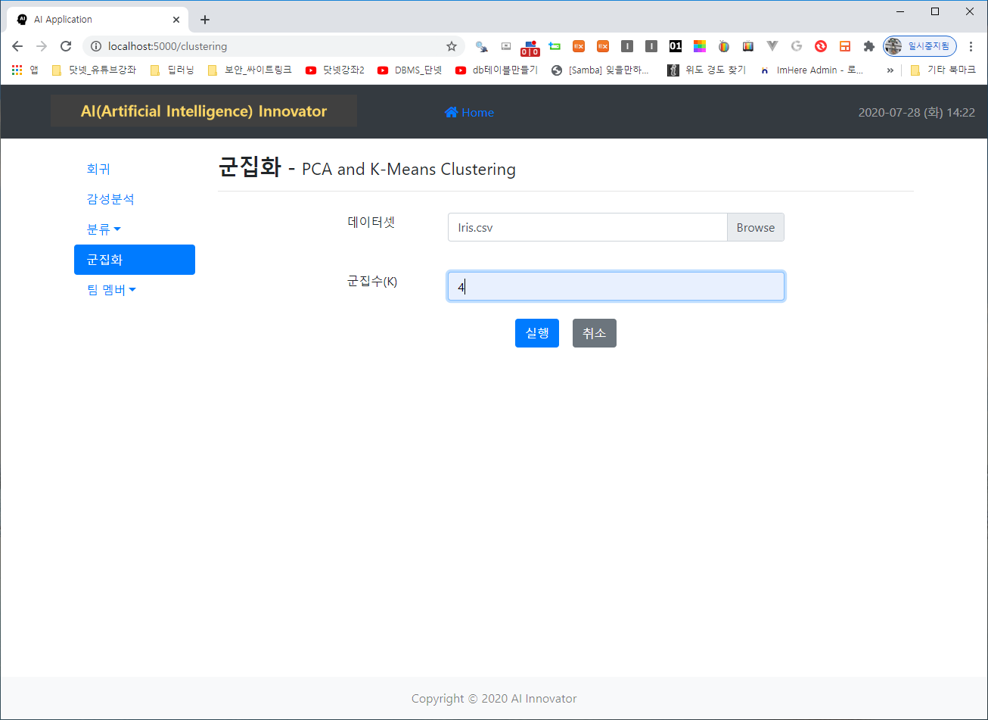 AI Application
localhost:5000/clustering
일시중지됨
앱 닷넷_유튜브강좌 딥러닝 보안_싸이트링크 닷넷강좌2 DBMS_단넷 db테이블만들기 [Samba] 잊을만하... 위도 경도 찾기 ImHere Admin - 로... » 기타 북마크
AI(Artificial Intelligence) Innovator Home 2020-07-28 (화) 14:22
군집화 - PCA and K-Means Clustering
회귀
감성분석
분류
군집화
팀 멤버
데이터셋 Iris.csv Browse
군집수(K) 4
실행 취소
Copyright © 2020 AI Innovator